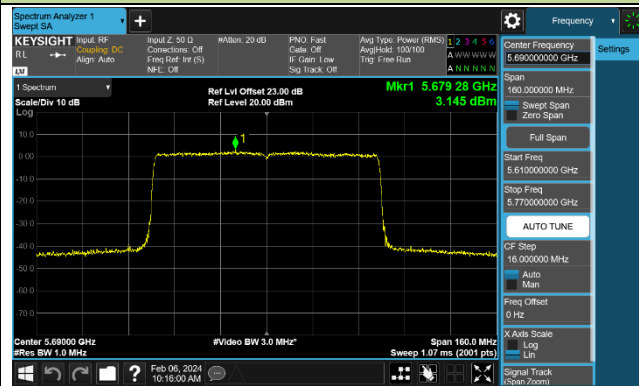 Spectrum Analyzer 1
Swept SA
+
Frequency
KEYSIGHT
RL
LXI
Input: RF
Coupling: DC
Align: Auto
Input Z: 50 Ω
Corrections: Off
Freq Ref: Int (S)
NFE: Off
#Atten: 20 dB
PNO: Fast
Gate: Off
IF Gain: Low
Sig Track: Off
Avg Type: Power (RMS)
Avg|Hold: 100/100
Trig: Free Run
1 2 3 4 5 6
A W W W W W
A N N N N N
1 Spectrum
Scale/Div 10 dB
Log
Ref Lvl Offset 23.00 dB
Ref Level 20.00 dBm
Mkr1 5.679 28 GHz
3.145 dBm
1
10.0
0.00
-10.0
-20.0
-30.0
-40.0
-50.0
-60.0
-70.0
Center 5.69000 GHz
#Res BW 1.0 MHz
#Video BW 3.0 MHz*
Span 160.0 MHz
Sweep 1.07 ms (2001 pts)
Center Frequency
5.690000000 GHz
Settings
Span
160.000000 MHz
Swept Span
Zero Span
Full Span
Start Freq
5.610000000 GHz
Stop Freq
5.770000000 GHz
AUTO TUNE
CF Step
16.000000 MHz
Auto
Man
Freq Offset
0 Hz
X Axis Scale
Log
Lin
Signal Track
(Span Zoom)
?
Feb 06, 2024
10:16:00 AM